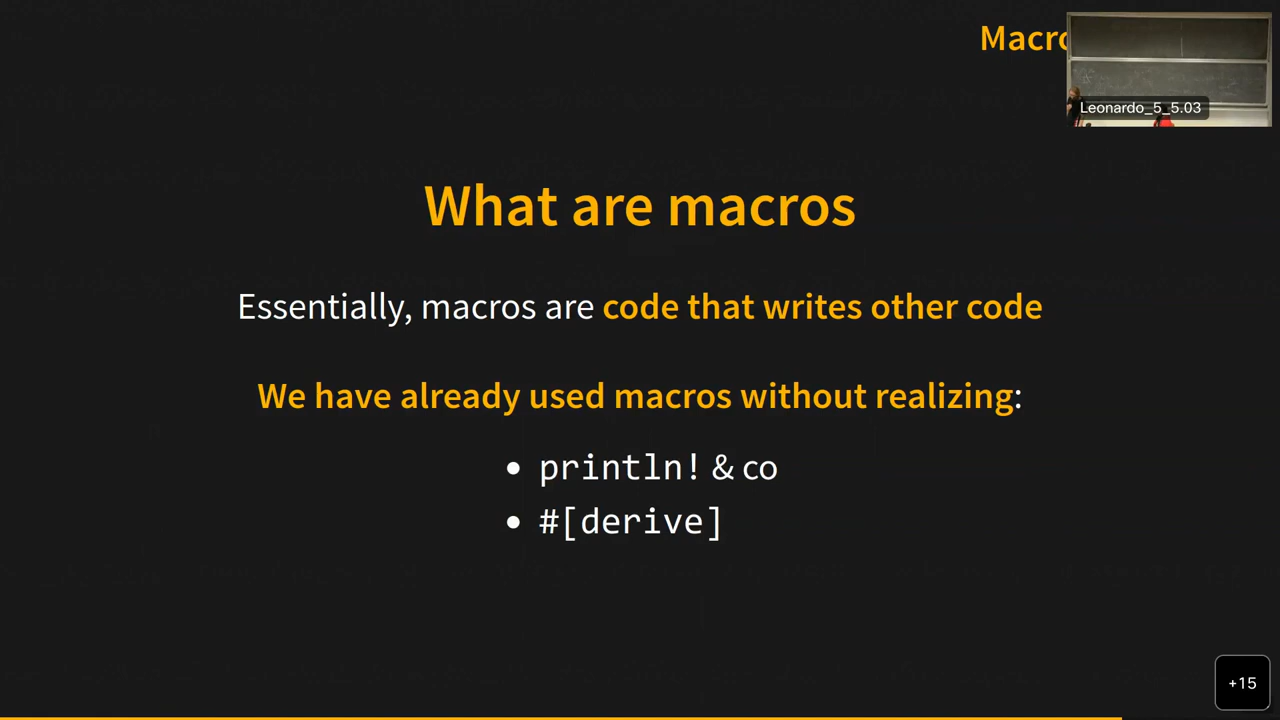 Macro
Leonardo_5_5.03
What are macros
Essentially, macros are code that writes other code
We have already used macros without realizing:
• println! & co
• #[derive]
+15